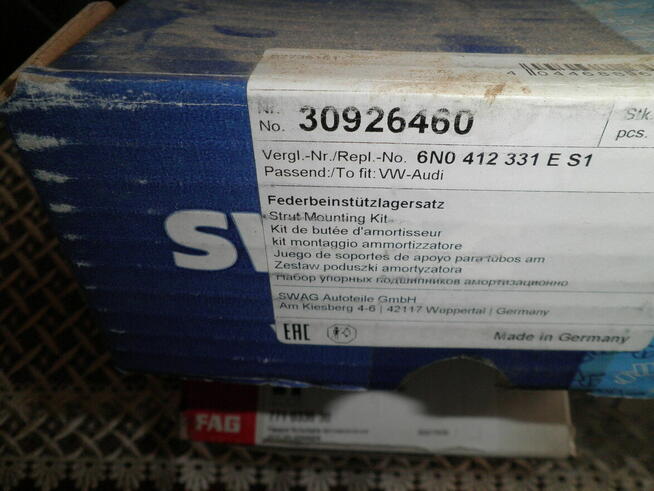 Nr.
No. 30926460
Stk.
pcs.
Vergl.-Nr./Repl.-No. 6N0 412 331 E S1
Passend:/To fit: VW-Audi
Federbeinstützlagersatz
Strut Mounting Kit
Kit de butée d'amortisseur
kit montaggio ammortizzatore
Juego de soportes de apoyo para tubos am
Zestaw poduszki amortyzatora
Набор упорных подшипников амортизационно
SWAG Autoteile GmbH
Am Kiesberg 4-6 | 42117 Wuppertal | Germany
EAC
Made in Germany
SW
FAG